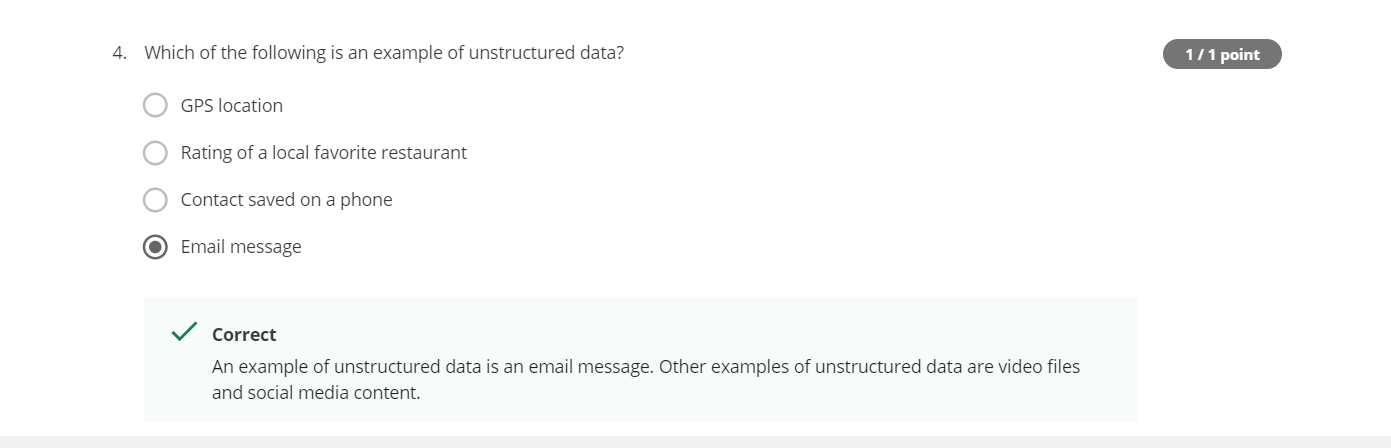 4. Which of the following is an example of unstructured data?
1 / 1 point
GPS location
Rating of a local favorite restaurant
Contact saved on a phone
Email message
Correct
An example of unstructured data is an email message. Other examples of unstructured data are video files
and social media content.